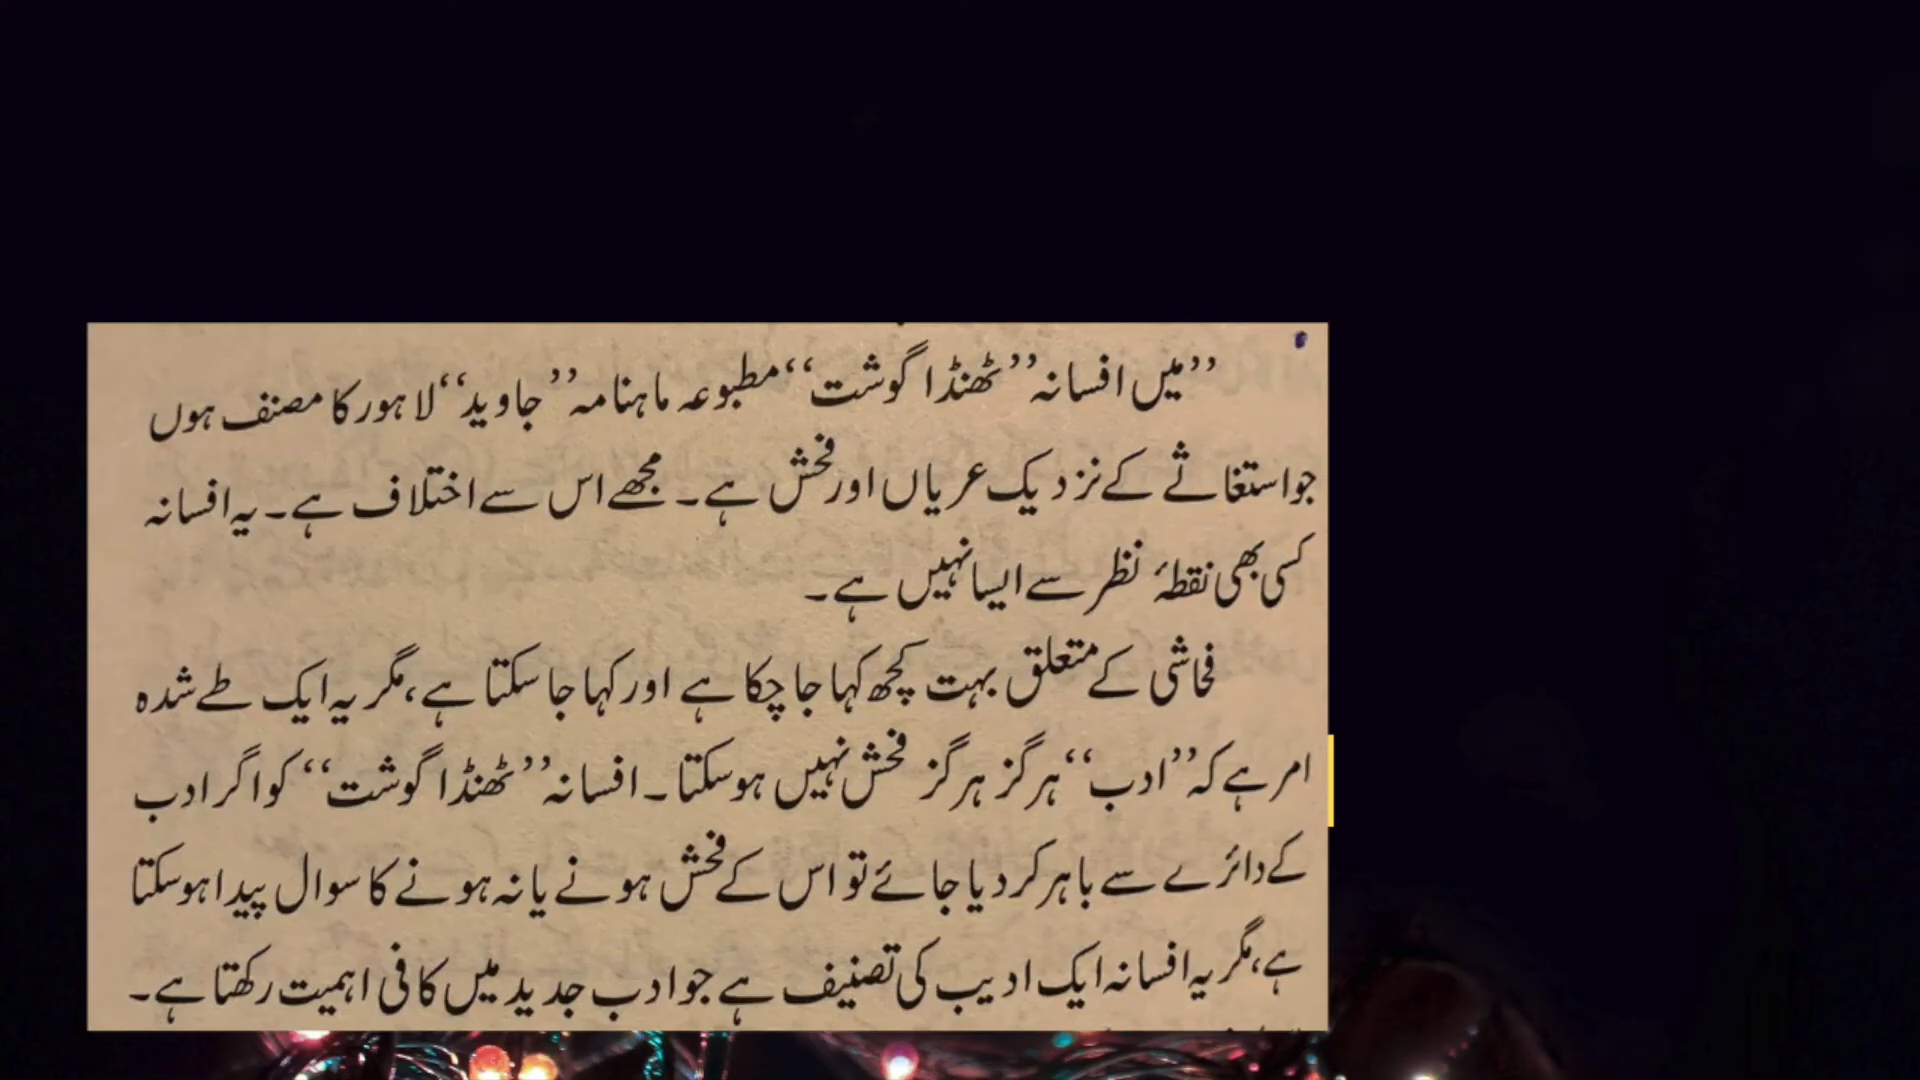 ’’میں افسانہ’’ٹھنڈا گوشت‘‘مطبوعہ ماہنامہ’’جاوید‘‘لاہور کا مصنف ہوں
جو استغاثے کے نزدیک عریاں اور فحش ہے۔ مجھے اس سے اختلاف ہے۔ یہ افسانہ
کسی بھی نقطۂ نظر سے ایسا نہیں ہے۔
فحاشی کے متعلق بہت کچھ کہا جا چکا ہے اور کہا جا سکتا ہے، مگر یہ ایک طے شدہ
امر ہے کہ’’ادب‘‘ہرگز ہرگز فحش نہیں ہوسکتا۔ افسانہ’’ٹھنڈا گوشت‘‘ کو اگر ادب
کے دائرے سے باہر کر دیا جائے تو اس کے فحش ہونے یا نہ ہونے کا سوال پیدا ہوسکتا
ہے، مگر یہ افسانہ ایک ادیب کی تصنیف ہے جو ادب جدید میں کافی اہمیت رکھتا ہے۔